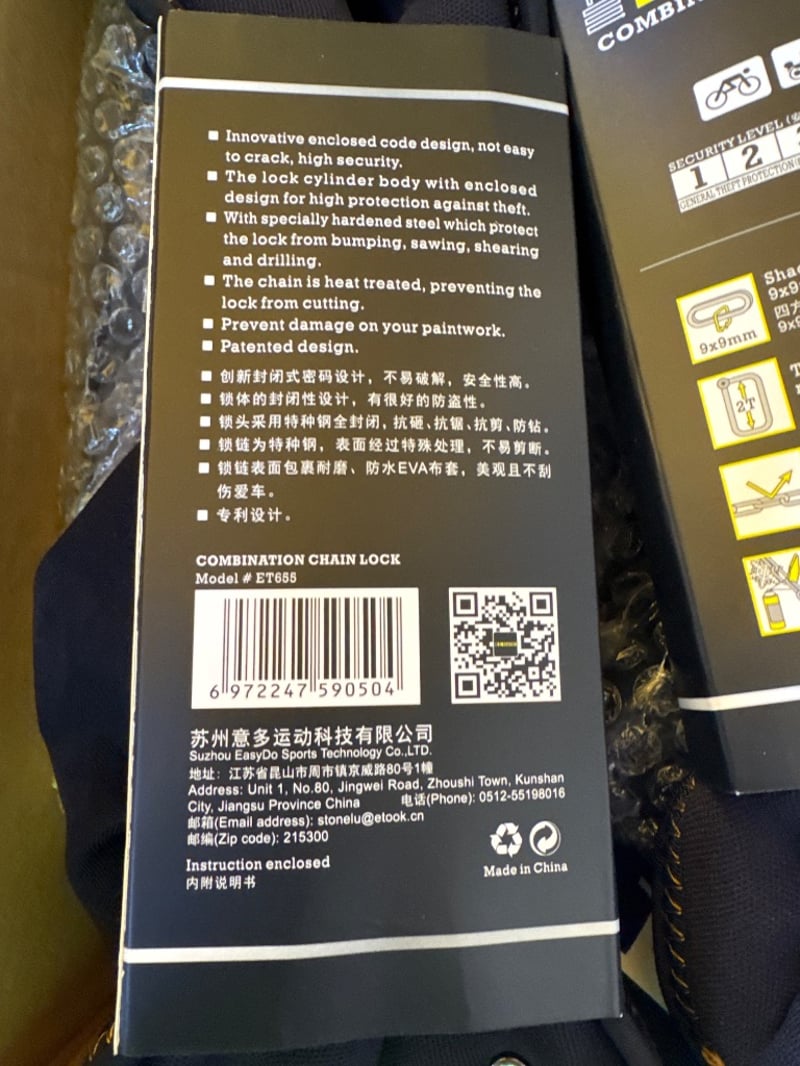 ■ Innovative enclosed code design, not easy
to crack, high security.
■ The lock cylinder body with enclosed
design for high protection against theft.
■ With specially hardened steel which protect
the lock from bumping, sawing, shearing
and drilling.
■ The chain is heat treated, preventing the
lock from cutting.
■ Prevent damage on your paintwork.
■ Patented design.
■ 创新封闭式密码设计，不易破解，安全性高。
■ 锁体的封闭性设计，有很好的防盗性。
■ 锁头采用特种钢全封闭，抗砸、抗锯、抗剪、防钻。
■ 锁链为特种钢，表面经过特殊处理，不易剪断。
■ 锁链表面包裹耐磨、防水EVA布套，美观且不刮
伤爱车。
■ 专利设计。
COMBINATION CHAIN LOCK
Model # ET655
6 972247 590504
苏州意多运动科技有限公司
Suzhou EasyDo Sports Technology Co.,LTD.
地址：江苏省昆山市周市镇京威路80号1幢
Address: Unit 1, No.80, Jingwei Road, Zhoushi Town, Kunshan
City, Jiangsu Province China 电话(Phone): 0512-55198016
邮箱(Email address): stonelu@etook.cn
邮编(Zip code): 215300
Instruction enclosed
内附说明书
Made in China
SECURITY LEVEL
1 2
GENERAL THEFT PROTECTION
9x9mm
四方
2T